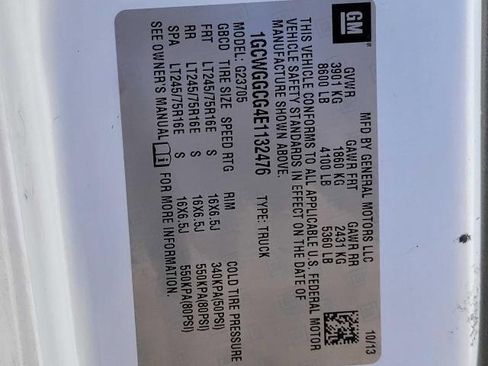 GM
MFD BY GENERAL MOTORS LLC 10/13
GVWR GAWR FRT GAWR RR
3901 KG 1860 KG 2431 KG
8600 LB 4100 LB 5360 LB
THIS VEHICLE CONFORMS TO ALL APPLICABLE U.S. FEDERAL MOTOR
VEHICLE SAFETY STANDARDS IN EFFECT ON THE DATE OF
MANUFACTURE SHOWN ABOVE.
1GCWGGCG4E1132476 TYPE: TRUCK
MODEL: G23705
GBCD TIRE SIZE SPEED RTG RIM COLD TIRE PRESSURE
FRT LT245/75R16E S 16X6.5J 340KPA(50PSI)
RR LT245/75R16E S 16X6.5J 550KPA(80PSI)
SPA LT245/75R16E S 16X6.5J 550KPA(80PSI)
SEE OWNER'S MANUAL i FOR MORE INFORMATION.